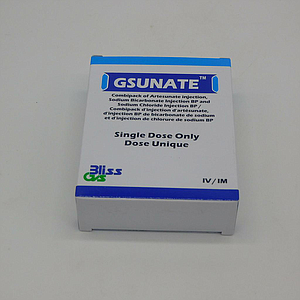 GSUNATE™
Combipack of Artesunate injection,
Sodium Bicarbonate Injection BP and
Sodium Chloride Injection BP /
Combipack d'injection d'artésunate,
d'injection BP de bicarbonate de sodium
et d'injection de chlorure de sodium BP
Single Dose Only
Dose Unique
Bliss
GVS
IV/IM